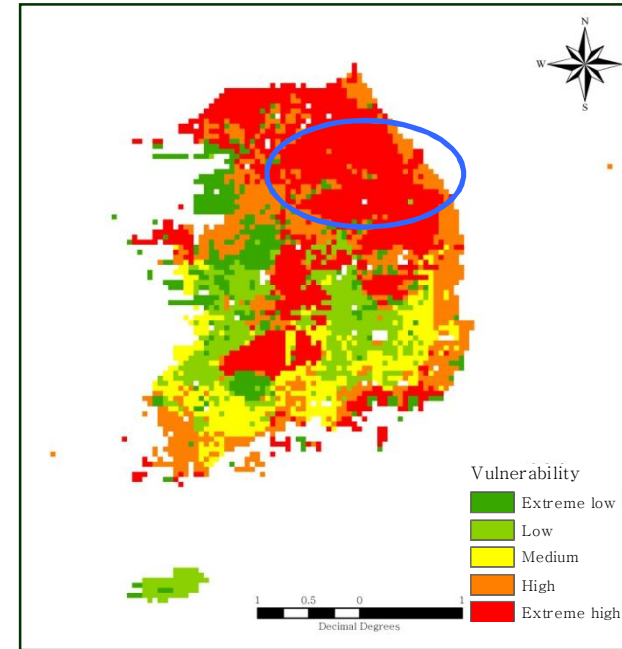 N
W
S
Vulnerability
Extreme low
Low
Medium
High
Extreme high
1 0.5 0 1
Decimal Degrees